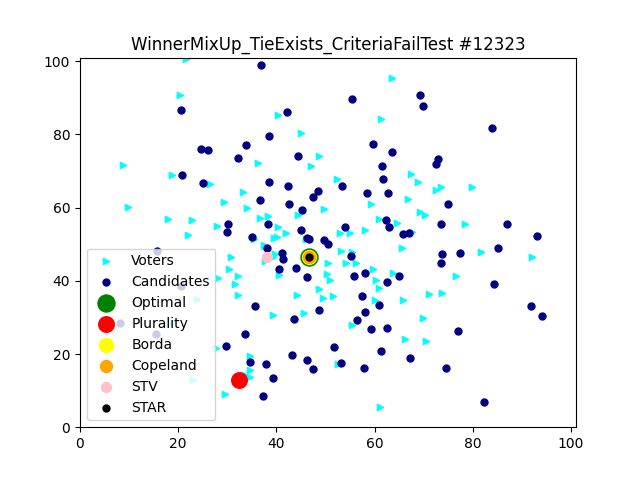 WinnerMixUp_TieExists_CriteriaFailTest #12323
100
80
60
40
20
0
Voters
Candidates
Optimal
Plurality
Borda
Copeland
STV
STAR
0 20 40 60 80 100